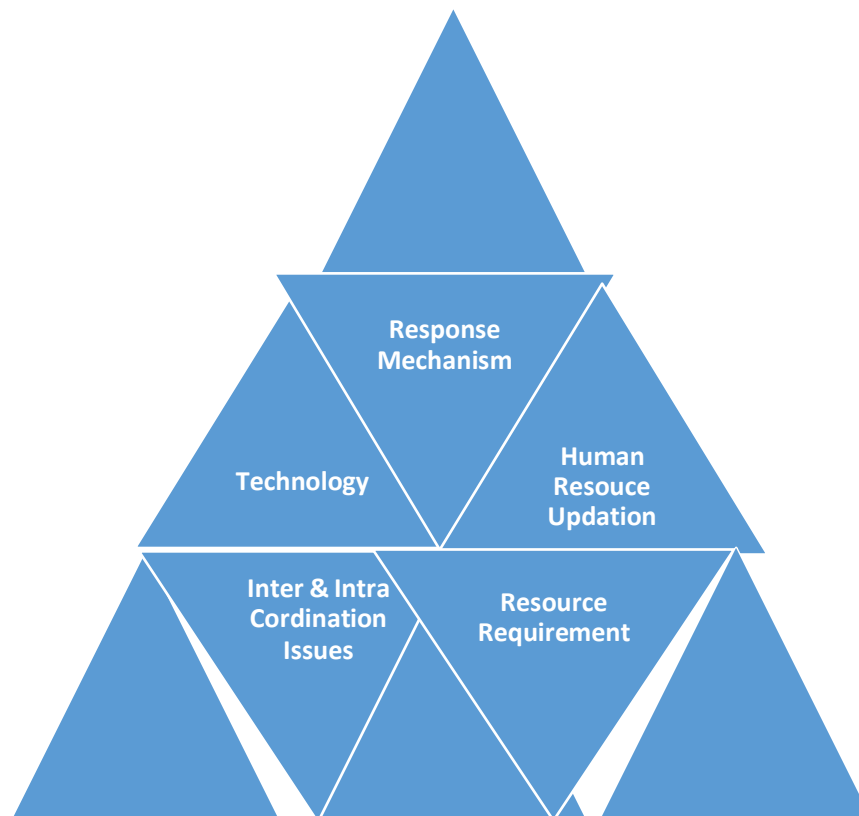 Response
Mechanism
Technology
Human
Resouce
Updation
Inter & Intra
Cordination
Issues
Resource
Requirement